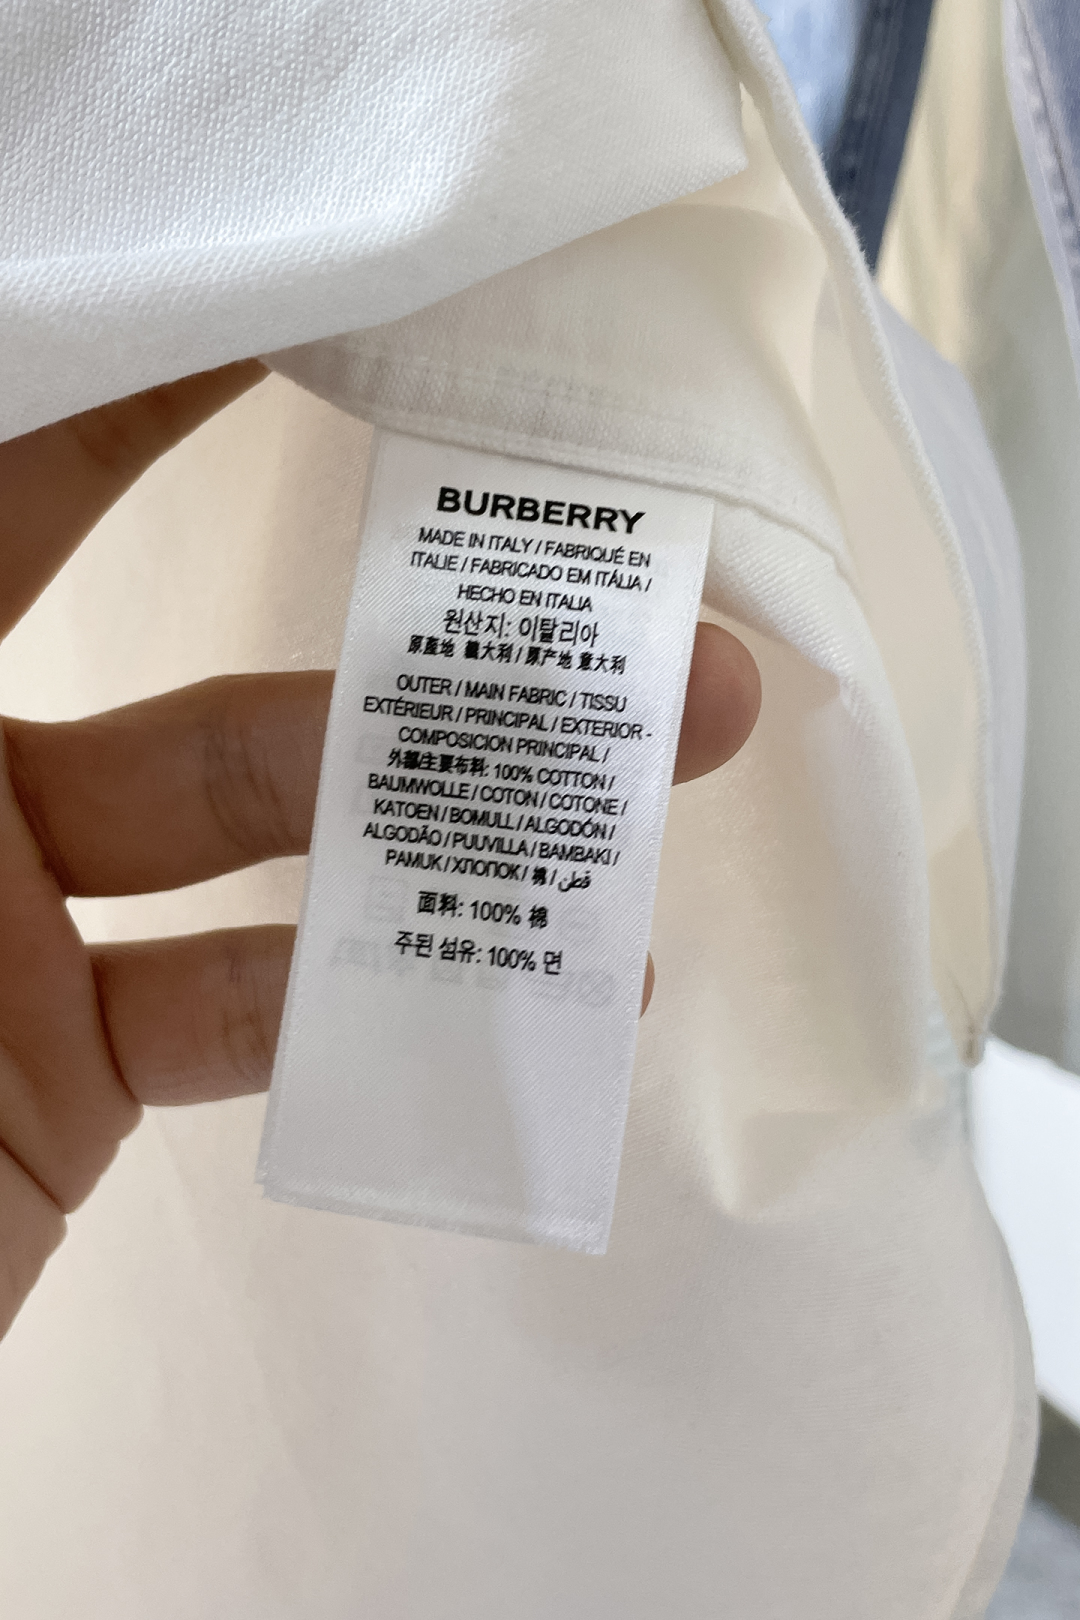 BURBERRY
MADE IN ITALY / FABRIQUÉ EN
ITALIE / FABRICADO EM ITÁLIA /
HECHO EN ITALIA
원산지: 이탈리아
原產地 義大利 / 原产地 意大利
OUTER / MAIN FABRIC / TISSU
EXTÉRIEUR / PRINCIPAL / EXTERIOR -
COMPOSICION PRINCIPAL /
外部主要布料: 100% COTTON /
BAUMWOLLE / COTON / COTONE /
KATOEN / BOMULL / ALGODÓN /
ALGODÃO / PUUVILLA / BAMBAKI /
PAMUK / ХЛОПОК / 棉 / قطن
面料: 100% 棉
주된 섬유: 100% 면